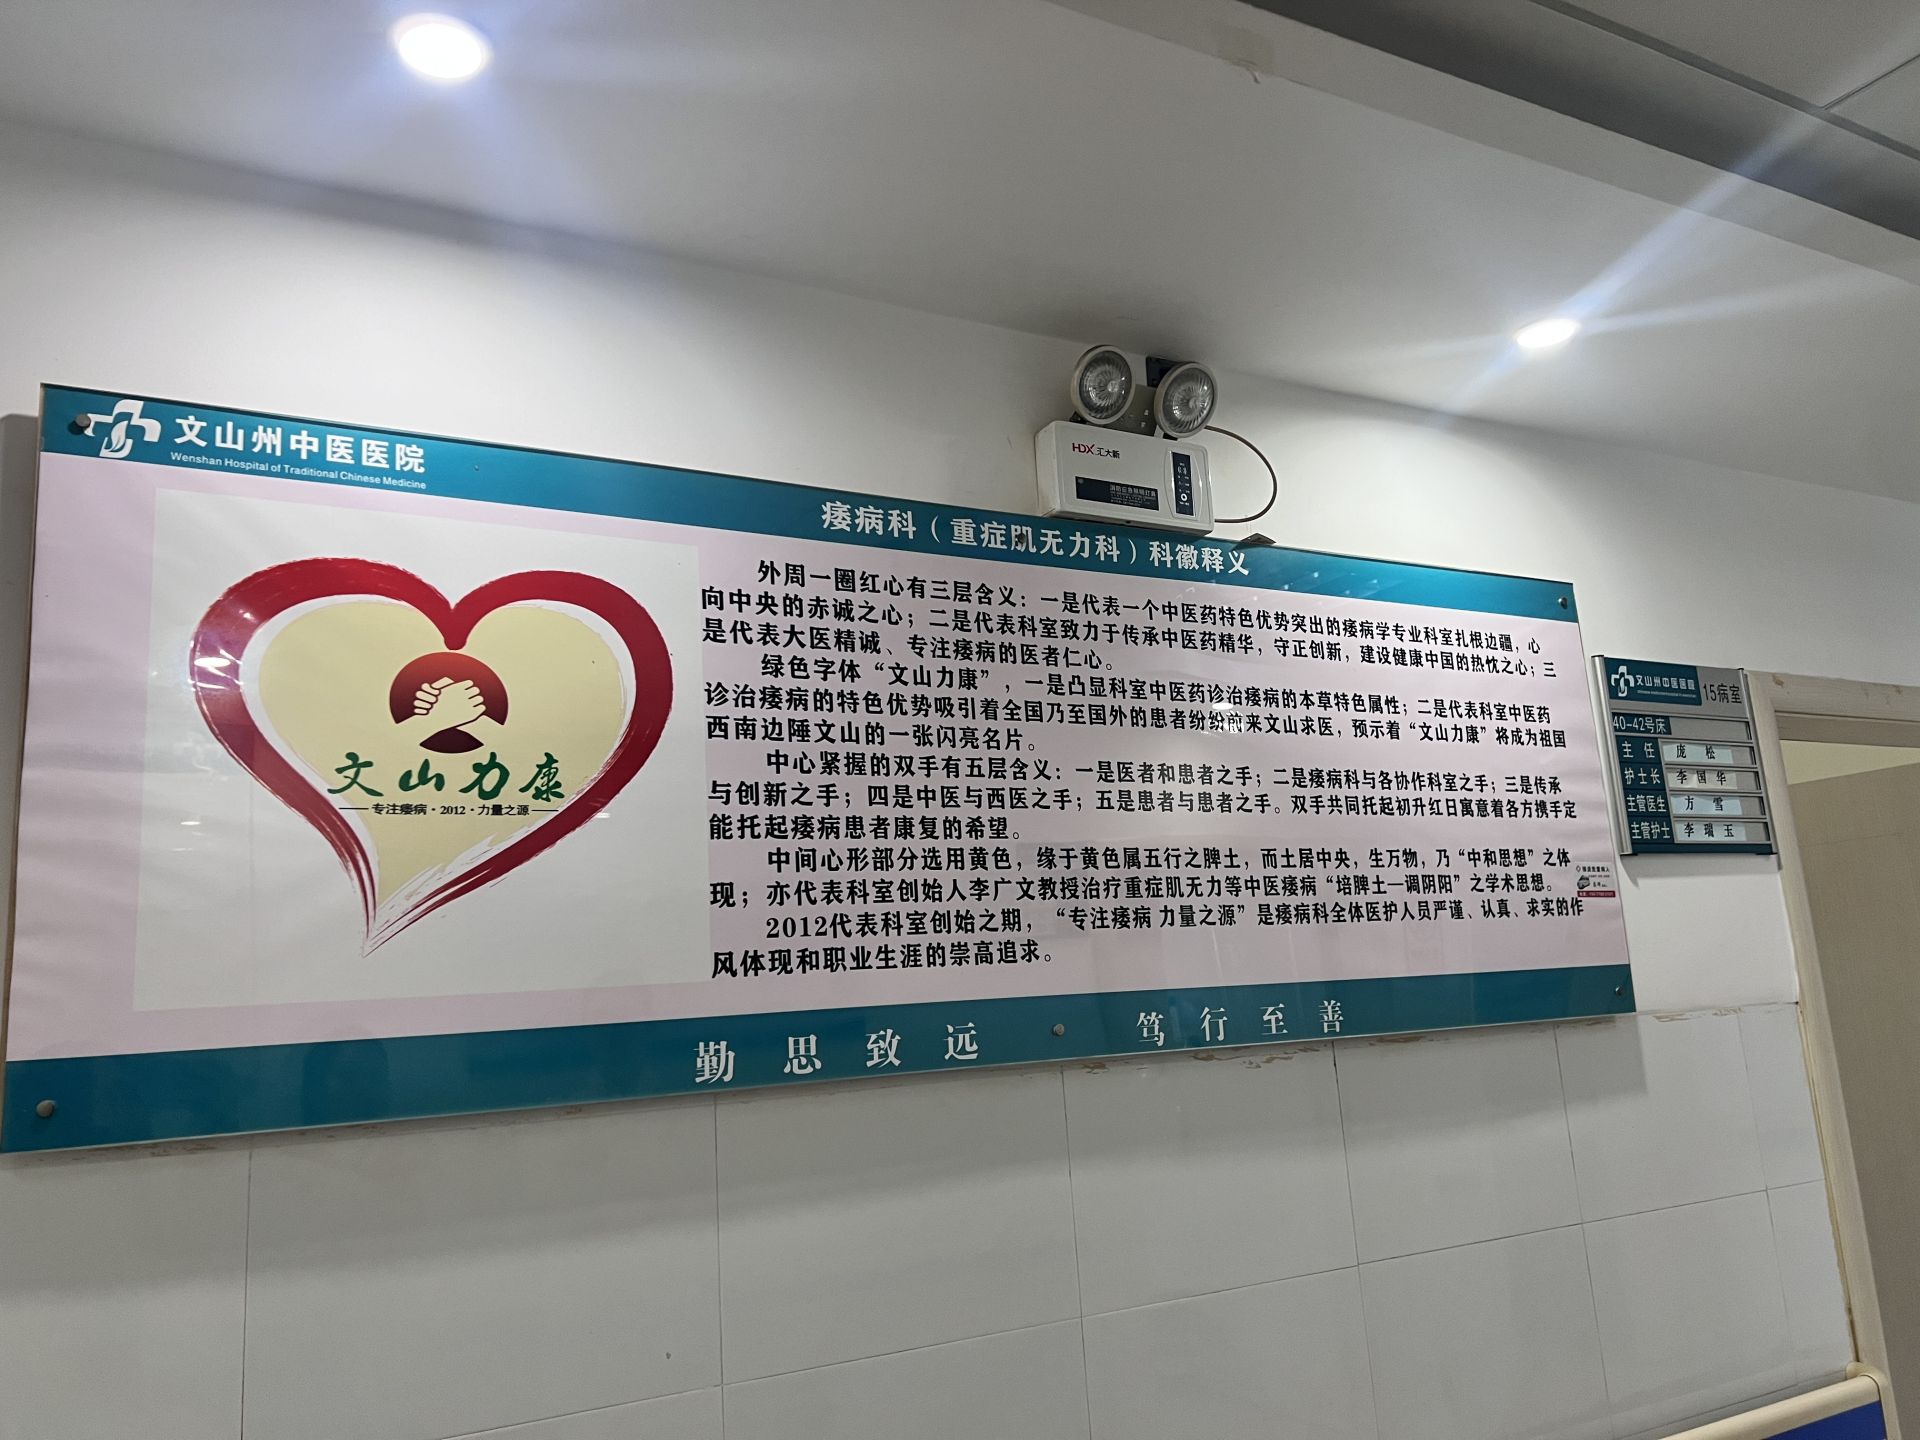 文山州中医医院
Wenshan Hospital of Traditional Chinese Medicine
痿病科（重症肌无力科）科徽释义
外周一圈红心有三层含义：一是代表一个中医药特色优势突出的痿病学专业科室扎根边疆，心
向中央的赤诚之心；二是代表科室致力于传承中医药精华，守正创新，建设健康中国的热忱之心；三
是代表大医精诚、专注痿病的医者仁心。
绿色字体“文山力康”，一是凸显科室中医药诊治痿病的本草特色属性；二是代表科室中医药
诊治痿病的特色优势吸引着全国乃至国外的患者纷纷前来文山求医，预示着“文山力康”将成为祖国
西南边陲文山的一张闪亮名片。
中心紧握的双手有五层含义：一是医者和患者之手；二是痿病科与各协作科室之手；三是传承
与创新之手；四是中医与西医之手；五是患者与患者之手。双手共同托起初升红日寓意着各方携手定
能托起痿病患者康复的希望。
中间心形部分选用黄色，缘于黄色属五行之脾土，而土居中央，生万物，乃“中和思想”之体
现；亦代表科室创始人李广文教授治疗重症肌无力等中医痿病“培脾土—调阴阳”之学术思想。
2012代表科室创始之期，“专注痿病 力量之源”是痿病科全体医护人员严谨、认真、求实的作
风体现和职业生涯的崇高追求。
文山力康
专注痿病·2012·力量之源
勤思致远·笃行至善
HDX 汇大新
消防应急照明灯具
文山州中医医院
15病室
40-42号床
主任 庞松
护士长 李国华
主管医生 方雪
主管护士 李瑞玉